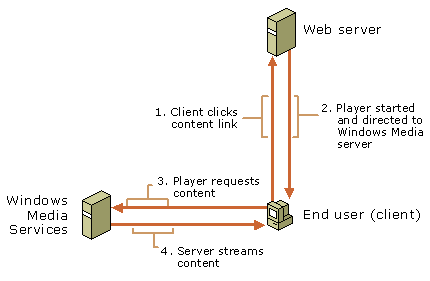 Web server
1. Client clicks
content link
2. Player started
and directed to
Windows Media
server
3. Player requests
content
Windows
Media
Services
End user (client)
4. Server streams
content